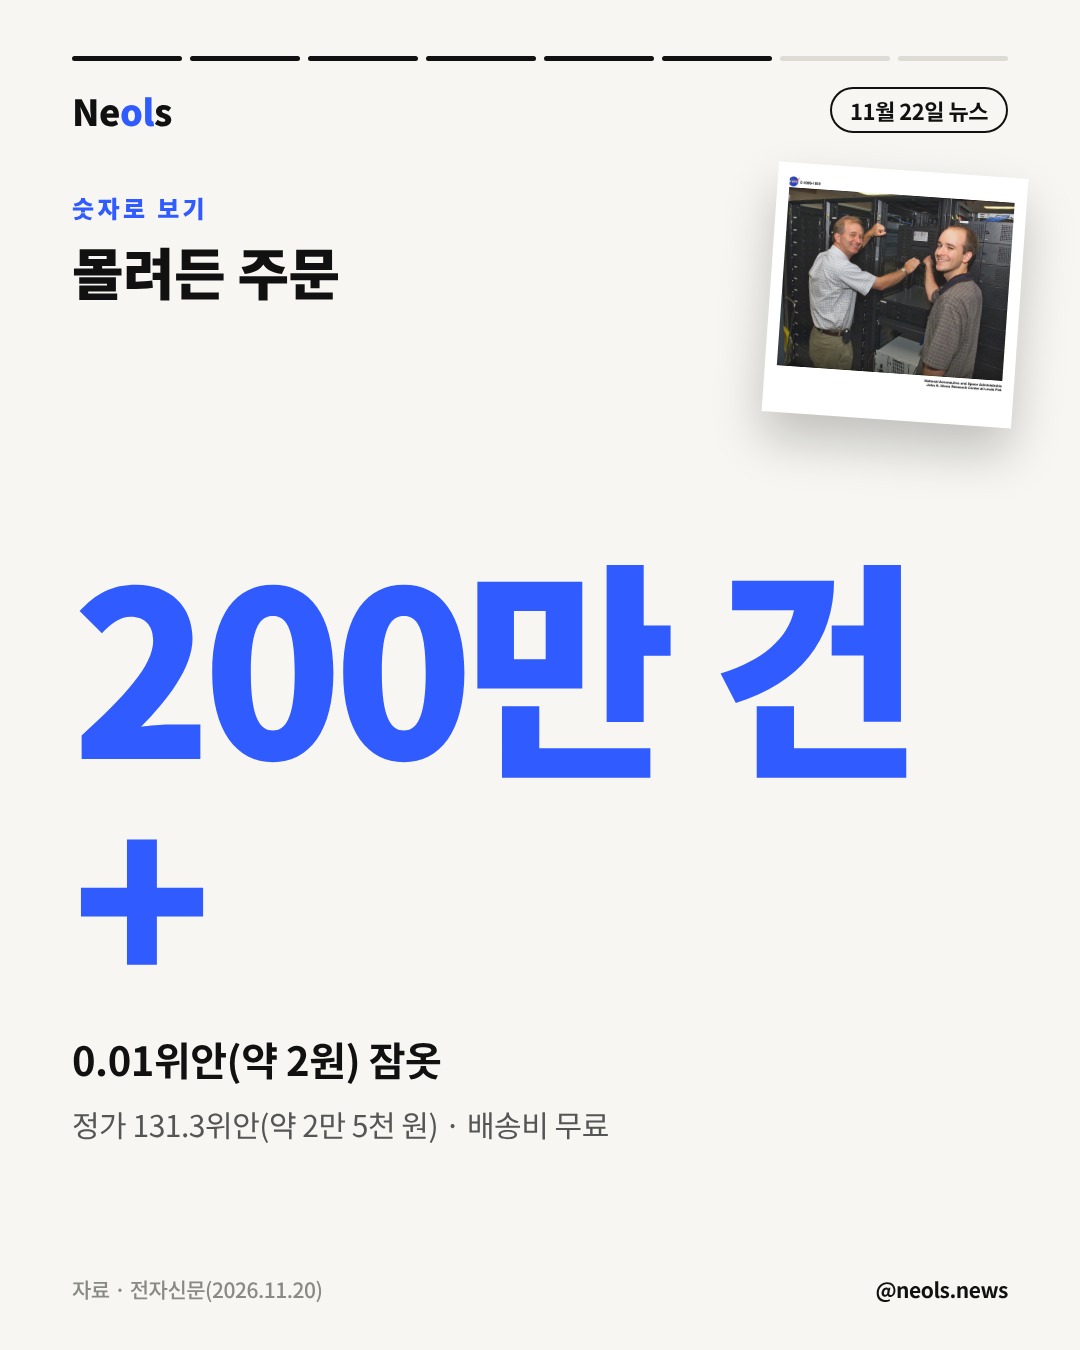 Neols
11월 22일 뉴스
숫자로 보기
몰려든 주문
200만 건
+
0.01위안(약 2원) 잠옷
정가 131.3위안(약 2만 5천 원) · 배송비 무료
자료 · 전자신문(2026.11.20)
@neols.news